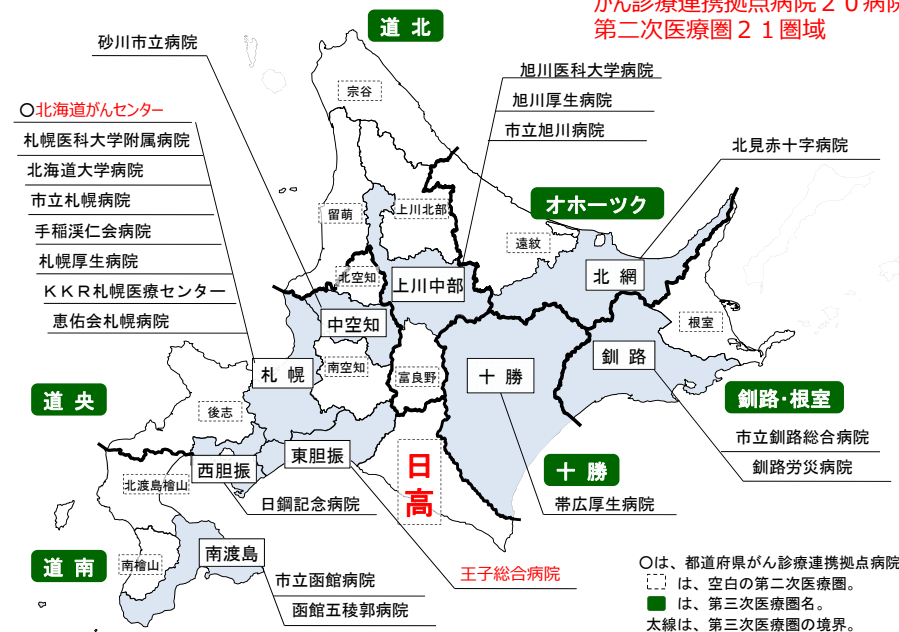 がん診療連携拠点病院２０病院
第二次医療圏２１圏域
道 北
砂川市立病院
宗谷
旭川医科大学病院
旭川厚生病院
市立旭川病院
○北海道がんセンター
札幌医科大学附属病院
北海道大学病院
市立札幌病院
手稲渓仁会病院
札幌厚生病院
ＫＫＲ札幌医療センター
恵佑会札幌病院
北見赤十字病院
オホーツク
留萌
上川北部
遠紋
北空知
上川中部
北 網
中空知
根室
札 幌
南空知
富良野
十 勝
釧 路
道 央
後志
釧路・根室
西胆振
東胆振
日高
十 勝
市立釧路総合病院
釧路労災病院
北渡島檜山
日鋼記念病院
帯広厚生病院
道 南
南檜山
南渡島
市立函館病院
函館五稜郭病院
王子総合病院
○は、都道府県がん診療連携拠点病院
は、空白の第二次医療圏。
は、第三次医療圏名。
太線は、第三次医療圏の境界。